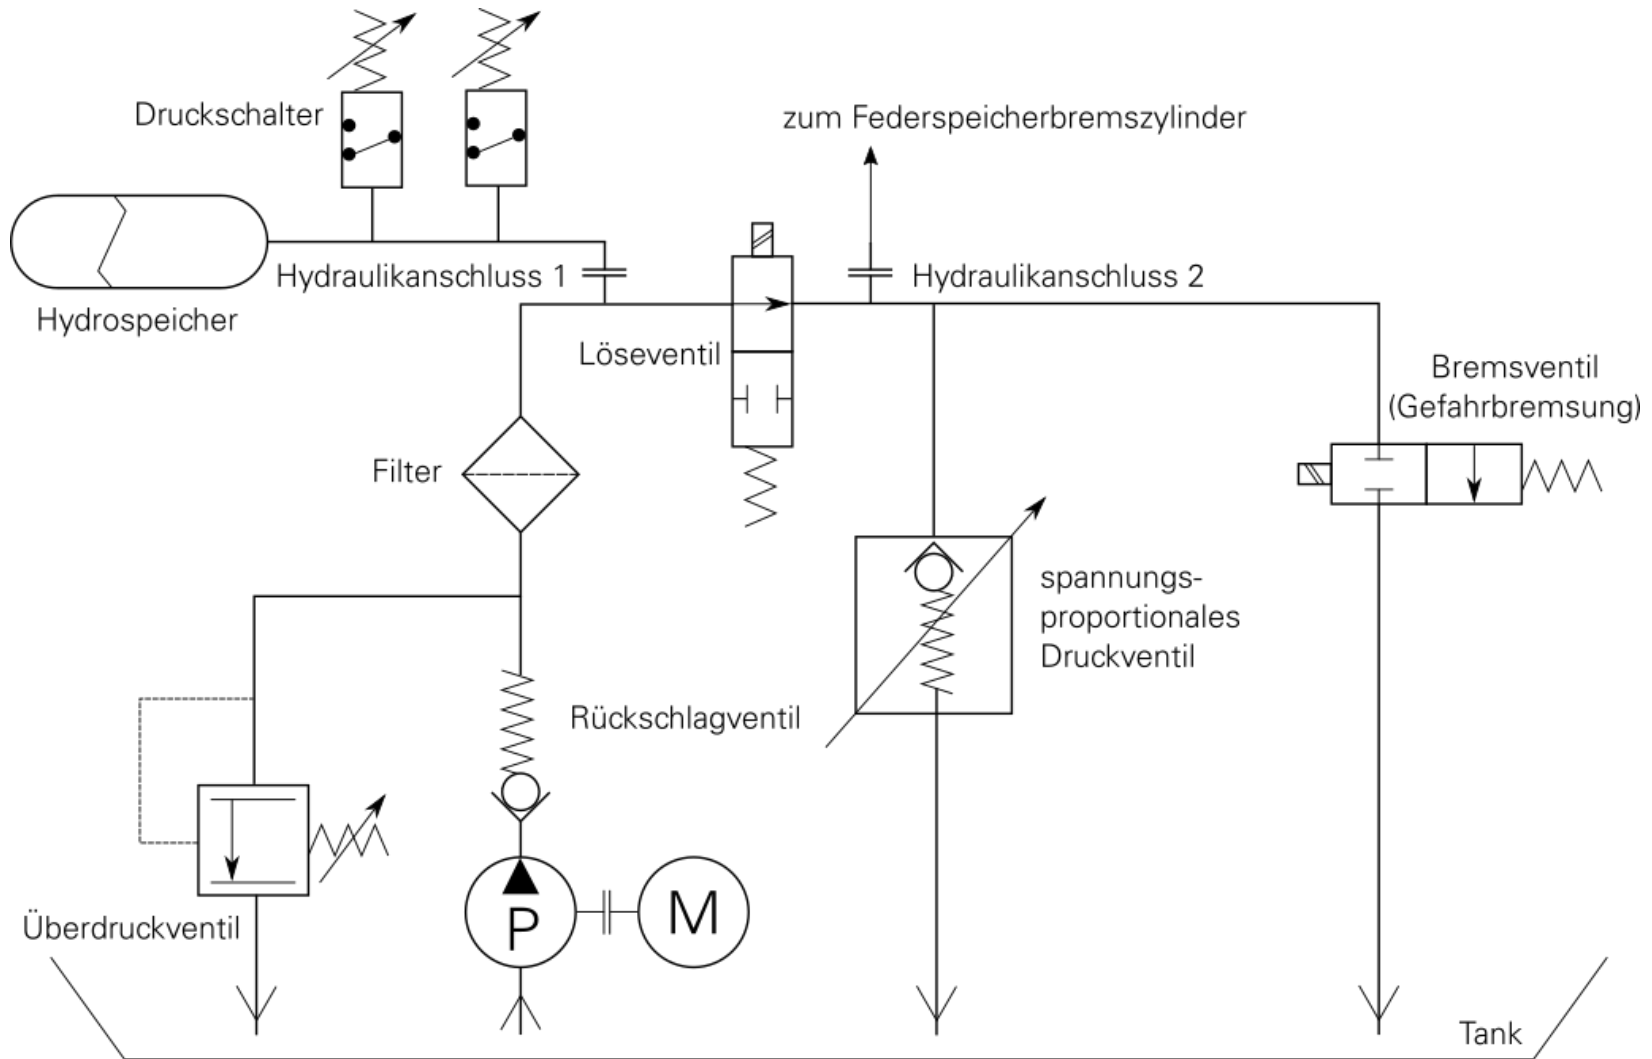 Druckschalter
zum Federspeicherbremszylinder
Hydraulikanschluss 1
Hydraulikanschluss 2
Hydrospeicher
Löseventil
Bremsventil
(Gefahrbremsung)
Filter
spannungs-
proportionales
Druckventil
Rückschlagventil
Überdruckventil
P
M
Tank